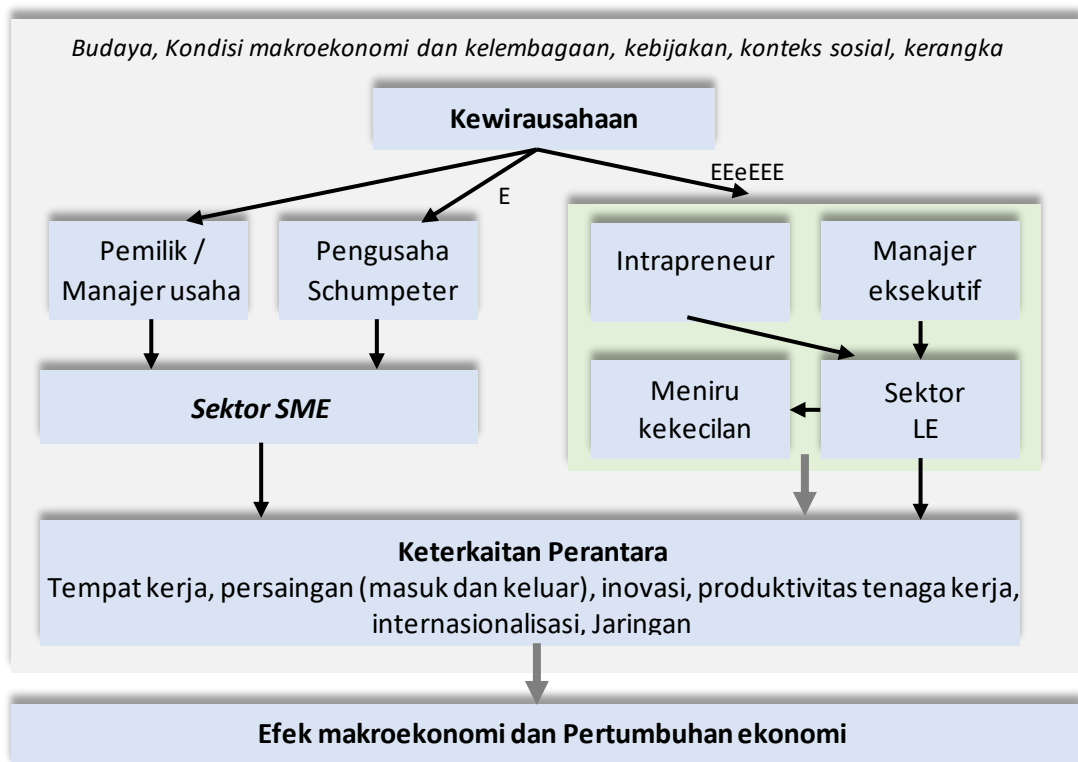 Budaya, Kondisi makroekonomi dan kelembagaan, kebijakan, konteks sosial, kerangka
Kewirausahaan
E
EEeEEE
Pemilik /
Manajer usaha
Pengusaha
Schumpeter
Intrapreneur
Manajer
eksekutif
Sektor SME
Meniru
kekecilan
Sektor
LE
Keterkaitan Perantara
Tempat kerja, persaingan (masuk dan keluar), inovasi, produktivitas tenaga kerja,
internasionalisasi, Jaringan
Efek makroekonomi dan Pertumbuhan ekonomi